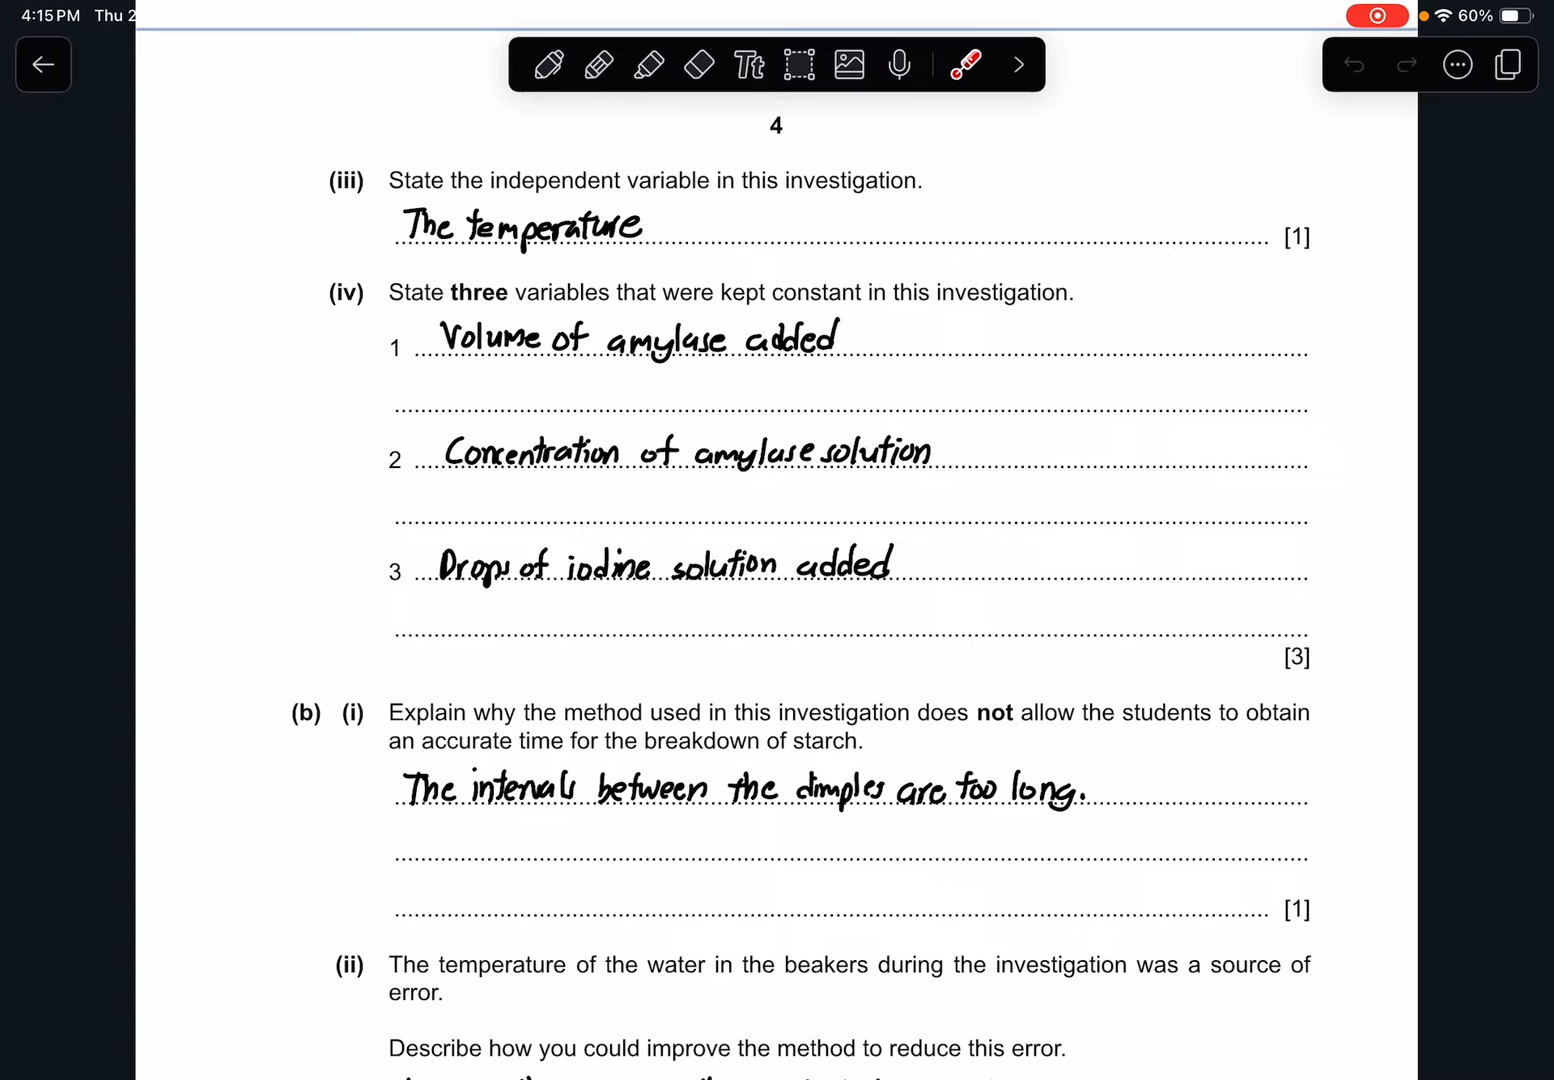 4:15 PM Thu 2
60%
Tt
4
(iii) State the independent variable in this investigation.
The temperature
[1]
(iv) State three variables that were kept constant in this investigation.
1 Volume of amylase added
2 Concentration of amylase solution
3 Drops of iodine solution added
[3]
(b) (i) Explain why the method used in this investigation does not allow the students to obtain
an accurate time for the breakdown of starch.
The intervals between the dimples are too long.
[1]
(ii) The temperature of the water in the beakers during the investigation was a source of
error.
Describe how you could improve the method to reduce this error.